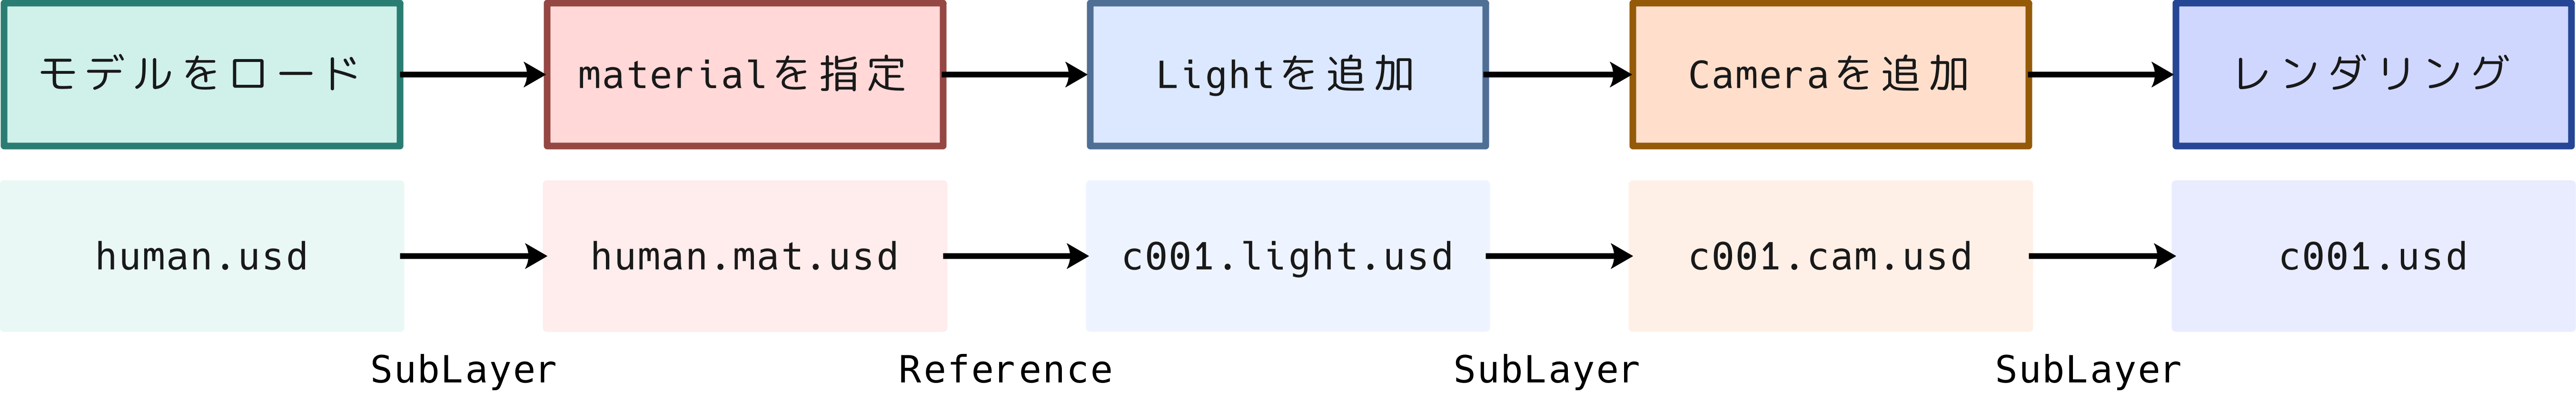 モデルをロード
materialを指定
Lightを追加
Cameraを追加
レンダリング
human.usd
human.mat.usd
c001.light.usd
c001.cam.usd
c001.usd
SubLayer
Reference
SubLayer
SubLayer